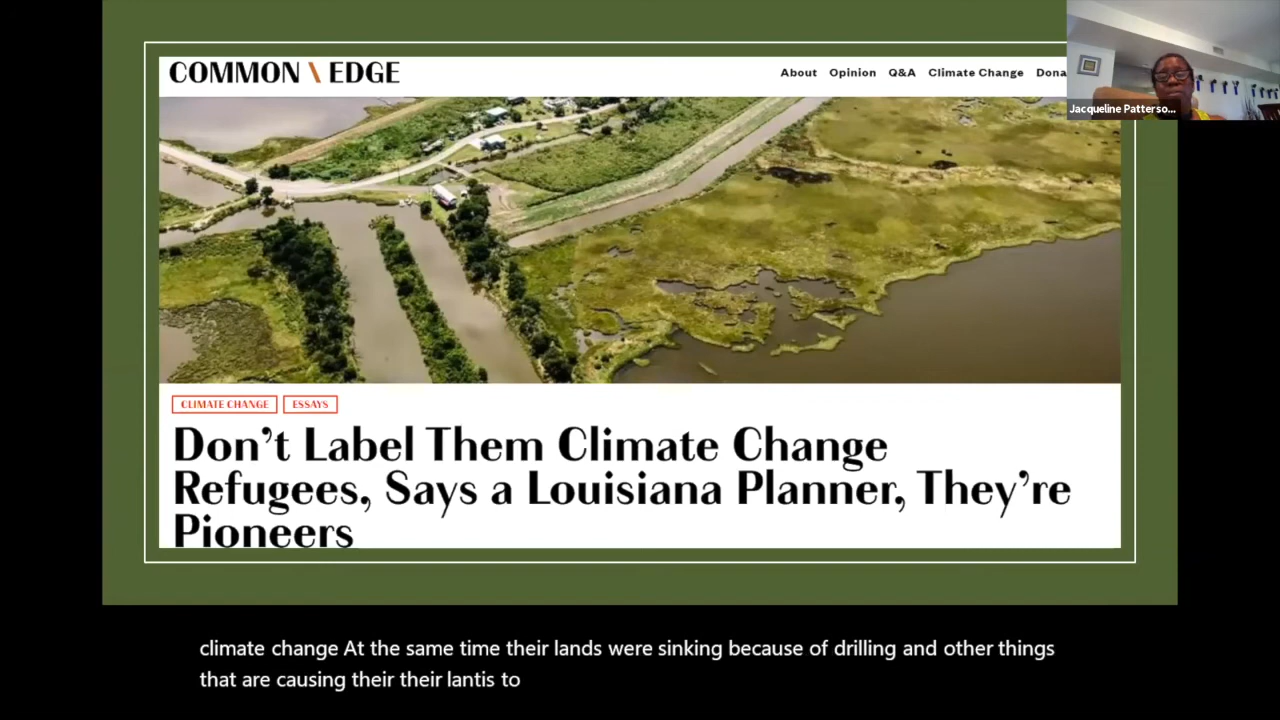 COMMON \ EDGE
About Opinion Q&A Climate Change Dona
Jacqueline Patterso...
CLIMATE CHANGE ESSAYS
Don't Label Them Climate Change
Refugees, Says a Louisiana Planner, They're
Pioneers
climate change At the same time their lands were sinking because of drilling and other things
that are causing their their lantis to